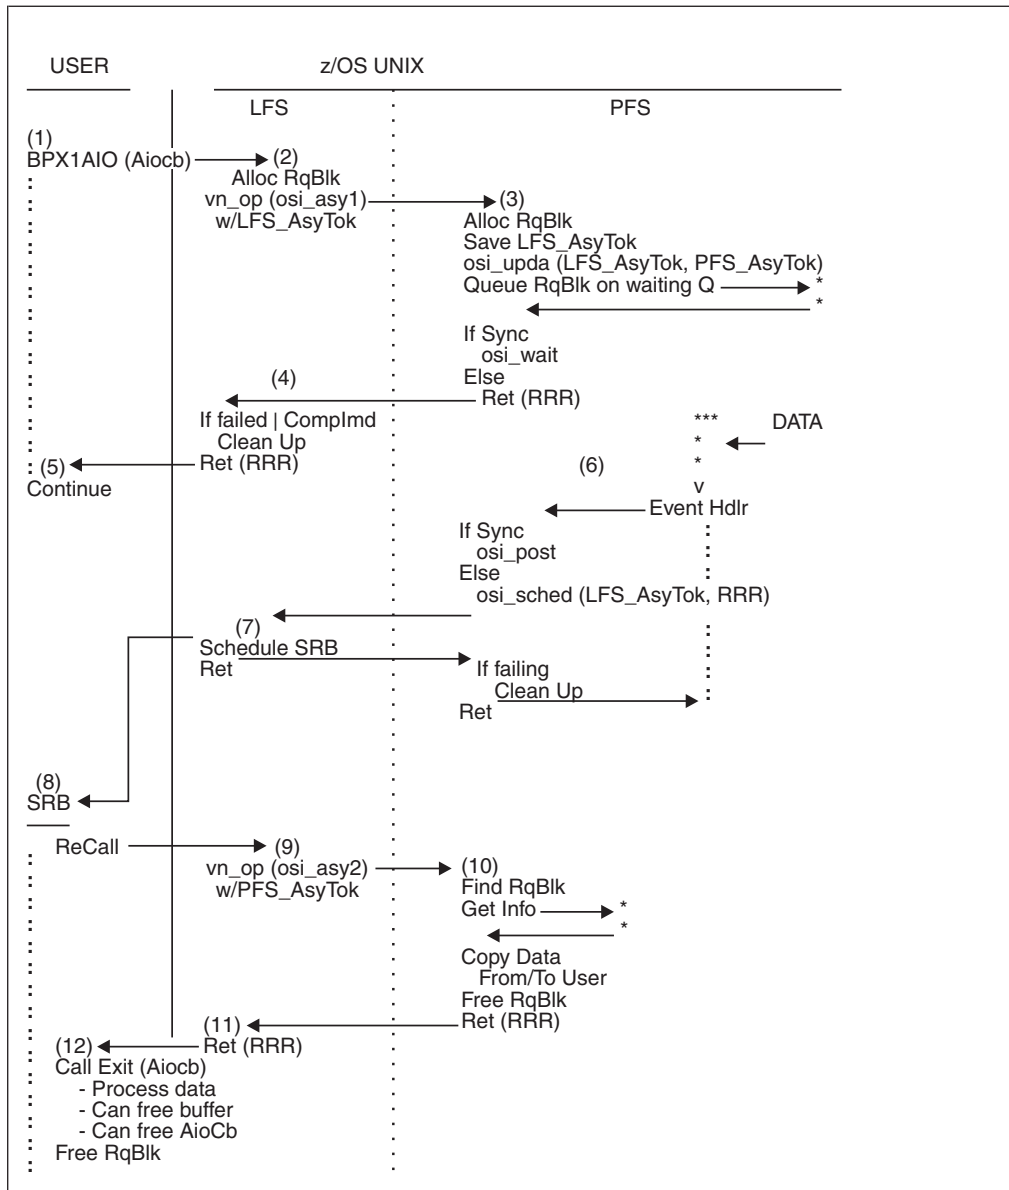 USER z/OS UNIX
LFS PFS
(1)
BPX1AIO (Aiocb) (2)
Alloc RqBlk
vn_op (osi_asy1) (3)
w/LFS_AsyTok Alloc RqBlk
Save LFS_AsyTok
osi_upda (LFS_AsyTok, PFS_AsyTok)
Queue RqBlk on waiting Q *
*
If Sync
osi_wait
(4) Else
Ret (RRR)
If failed | CompImd *** DATA
Clean Up *
(5) Ret (RRR) (6) *
Continue v
Event Hdlr
If Sync
osi_post
Else
osi_sched (LFS_AsyTok, RRR)
(7)
Schedule SRB
Ret If failing
Clean Up
Ret
(8)
SRB
ReCall (9)
vn_op (osi_asy2) (10)
w/PFS_AsyTok Find RqBlk
Get Info *
*
Copy Data
From/To User
Free RqBlk
(11) Ret (RRR)
(12) Ret (RRR)
Call Exit (Aiocb)
- Process data
- Can free buffer
- Can free AioCb
Free RqBlk